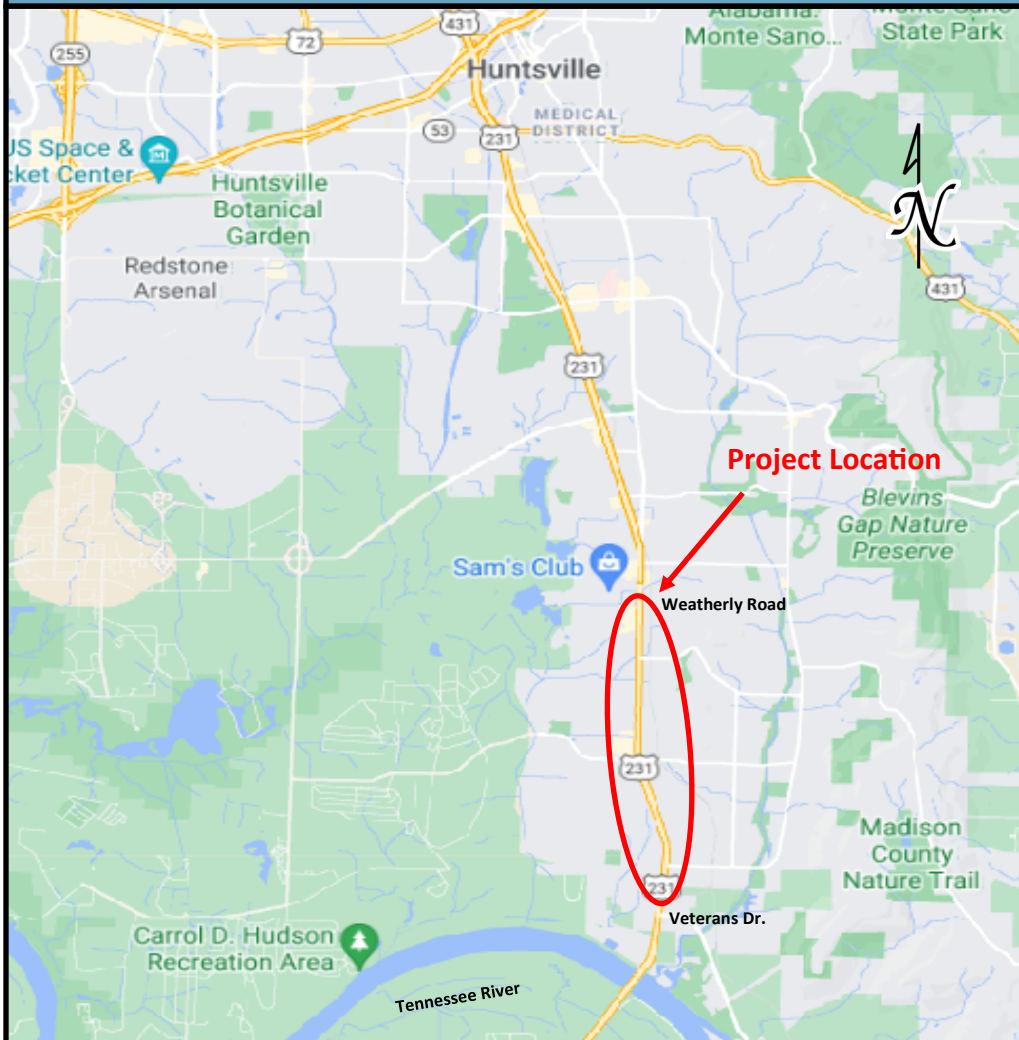 Alabama:
Monte Sano...
Monte Sano
State Park
431
72
255
Huntsville
MEDICAL
DISTRICT
53
231
US Space &
cket Center
Huntsville
Botanical
Garden
N
Redstone
Arsenal
431
231
Project Location
Blevins
Gap Nature
Preserve
Sam's Club
Weatherly Road
231
Madison
County
Nature Trail
231
Veterans Dr.
Carrol D. Hudson
Recreation Area
Tennessee River